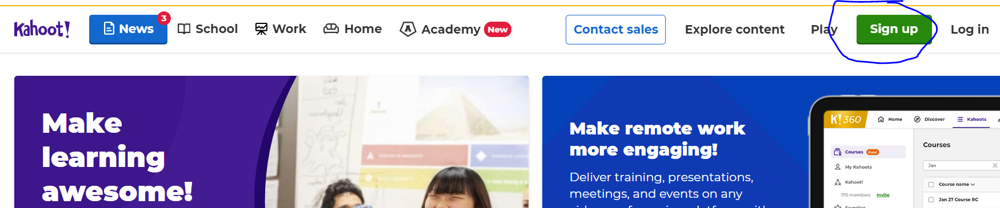 Kahoot! News 3 School Work Home Academy New Contact sales Explore content Play Sign up Log in
Make
learning
awesome!
Make remote work
more engaging!
Deliver training, presentations,
meetings, and events on any
K! 360 Home Discover Kahoots
Courses New!
My Kahoots
Kahoot!
170 members Invite
Favorites
Courses
Jan
Course name
Jan 27 Course RC